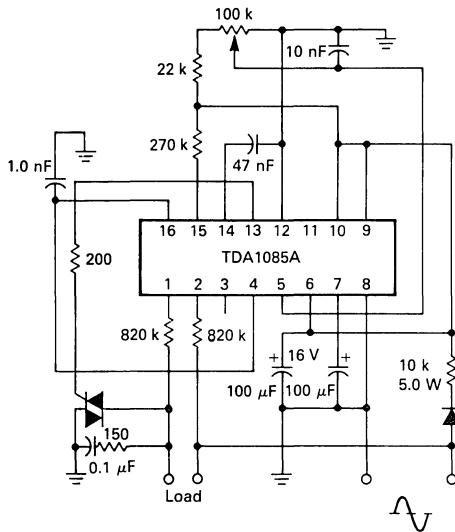 100 k
10 nF
22 k
270 k
47 nF
1.0 nF
16 15 14 13 12 11 10 9
200
TDA1085A
1 2 3 4 5 6 7 8
820 k
820 k
+ 16 V +
100 μF 100 μF
10 k
5.0 W
150
0.1 μF
Load